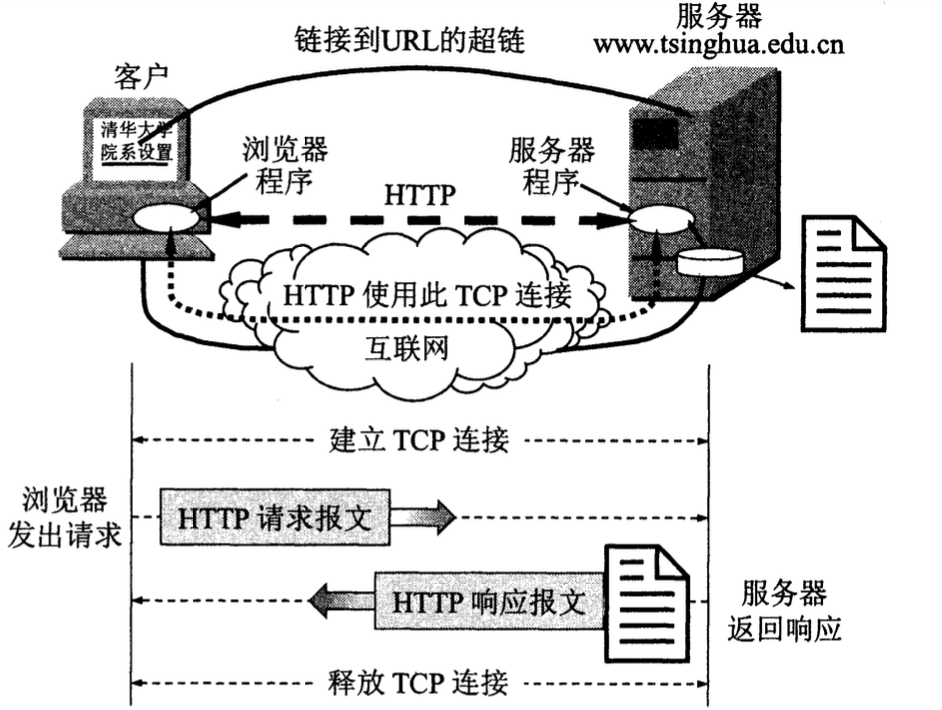 服务器
www.tsinghua.edu.cn
链接到URL的超链
客户
清华大学
院系设置
浏览器
程序
服务器
程序
HTTP
HTTP 使用此 TCP 连接
互联网
建立 TCP 连接
浏览器
发出请求
HTTP 请求报文
HTTP 响应报文
服务器
返回响应
释放 TCP 连接